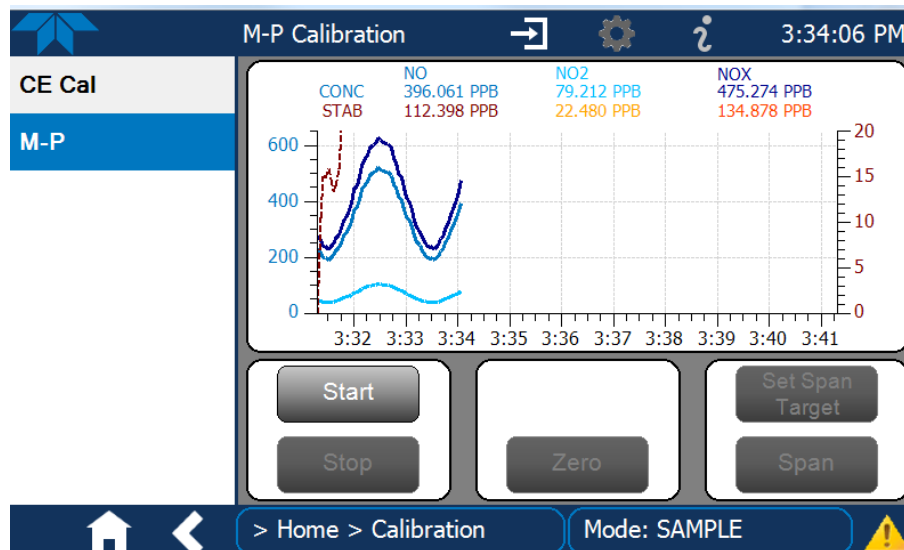 M-P Calibration 3:34:06 PM
CE Cal
M-P
NO NO2 NOX
CONC 396.061 PPB 79.212 PPB 475.274 PPB
STAB 112.398 PPB 22.480 PPB 134.878 PPB
600
400
200
0
20
15
10
5
0
3:32 3:33 3:34 3:35 3:36 3:37 3:38 3:39 3:40 3:41
Start
Stop
Zero
Set Span
Target
Span
> Home > Calibration
Mode: SAMPLE